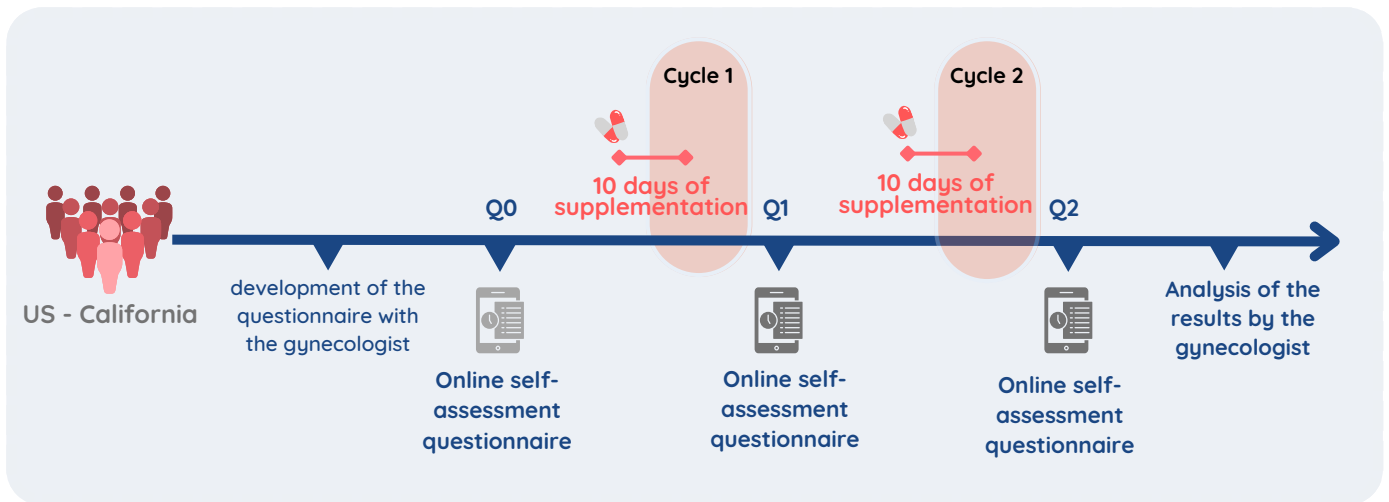 Cycle 1
Cycle 2
10 days of
supplementation
10 days of
supplementation
Q0
Q1
Q2
US - California
development of the
questionnaire with
the gynecologist
Online self-
assessment
questionnaire
Online self-
assessment
questionnaire
Online self-
assessment
questionnaire
Analysis of the
results by the
gynecologist